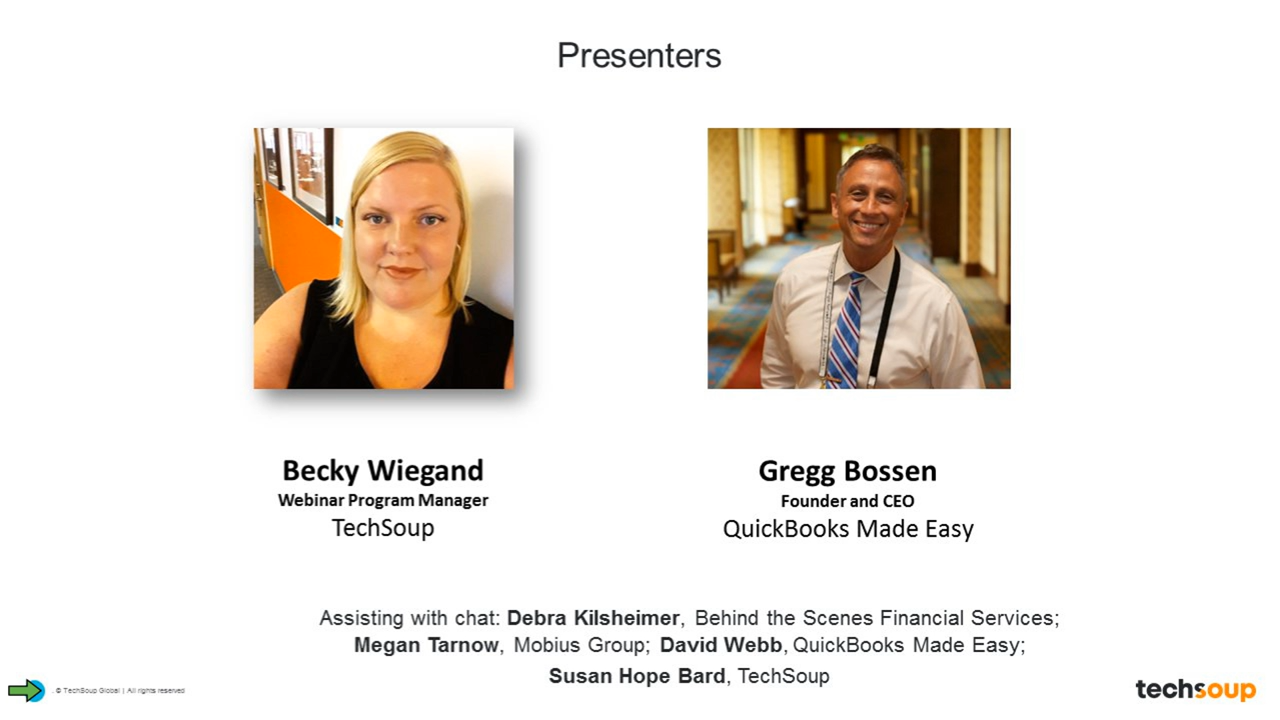 Presenters
Becky Wiegand
Webinar Program Manager
TechSoup
Gregg Bossen
Founder and CEO
QuickBooks Made Easy
Assisting with chat: Debra Kilsheimer, Behind the Scenes Financial Services;
Megan Tarnow, Mobius Group; David Webb, QuickBooks Made Easy;
Susan Hope Bard, TechSoup
. © TechSoup Global | All rights reserved
techsoup